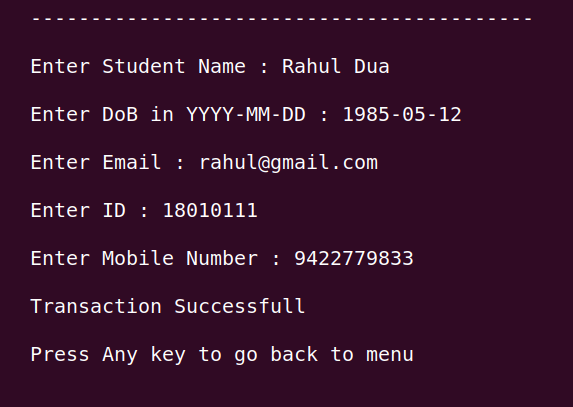 ------------------------------------------
Enter Student Name : Rahul Dua
Enter DoB in YYYY-MM-DD : 1985-05-12
Enter Email : rahul@gmail.com
Enter ID : 18010111
Enter Mobile Number : 9422779833
Transaction Successfull
Press Any key to go back to menu